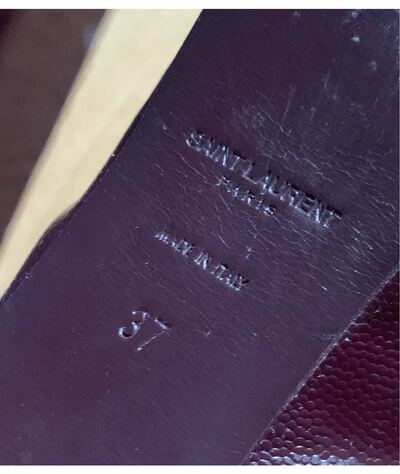 SAINT LAURENT
PARIS
MADE IN ITALY
37